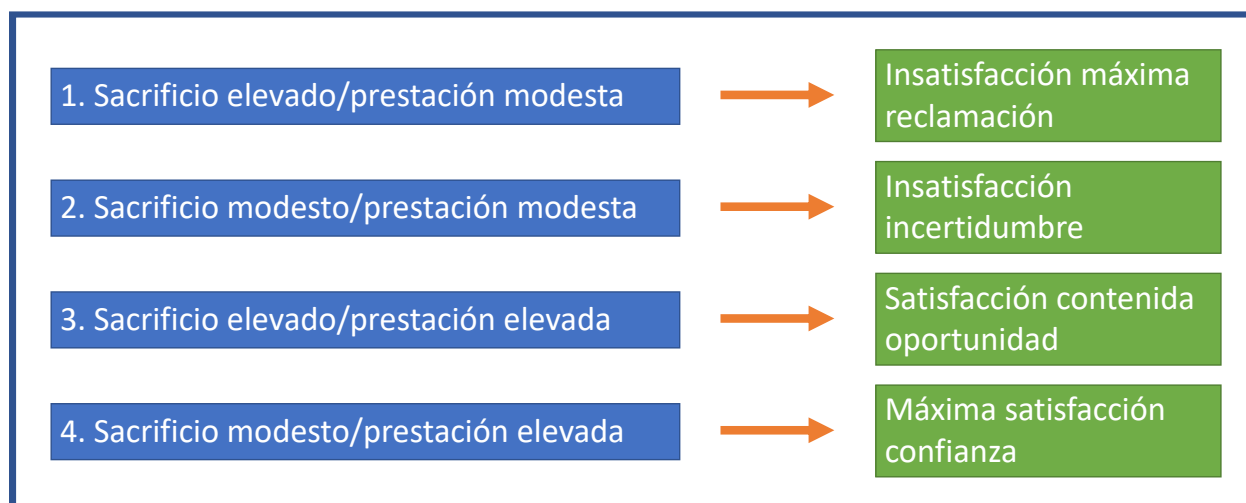 1. Sacrificio elevado/prestación modesta
Insatisfacción máxima
reclamación
2. Sacrificio modesto/prestación modesta
Insatisfacción
incertidumbre
3. Sacrificio elevado/prestación elevada
Satisfacción contenida
oportunidad
4. Sacrificio modesto/prestación elevada
Máxima satisfacción
confianza